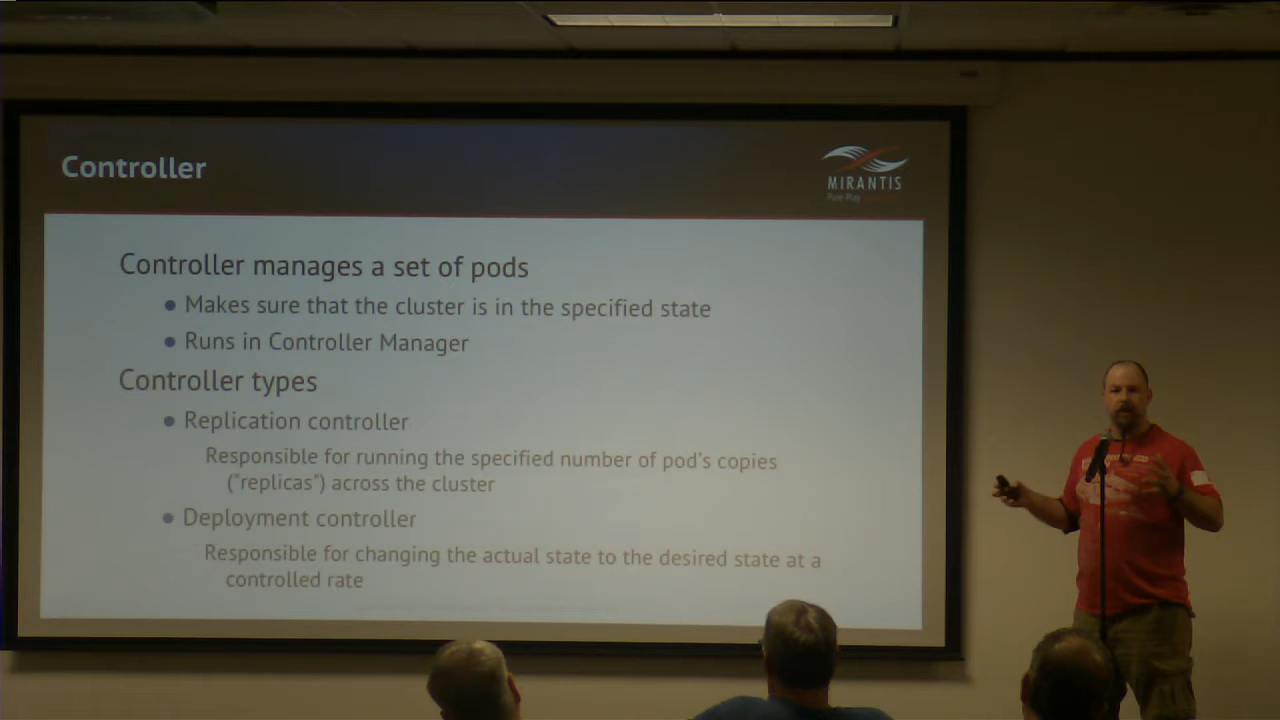 Controller
MIRANTIS
Pure-Play
Controller manages a set of pods
Makes sure that the cluster is in the specified state
Runs in Controller Manager
Controller types
Replication controller
Responsible for running the specified number of pod's copies
("replicas") across the cluster
Deployment controller
Responsible for changing the actual state to the desired state at a
controlled rate